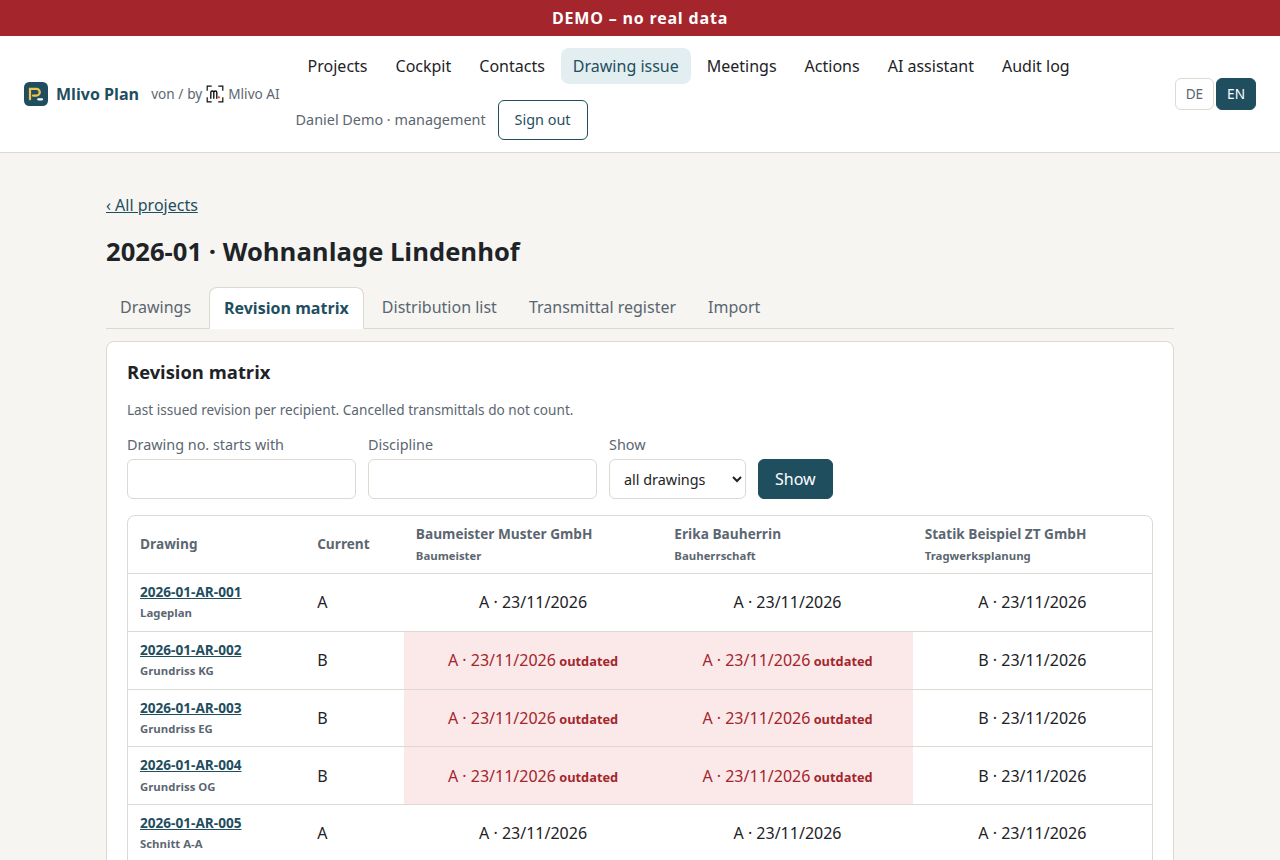 DEMO – no real data
Mlivo Plan von / by Mlivo AI
Projects Cockpit Contacts Drawing issue Meetings Actions AI assistant Audit log
Daniel Demo · management Sign out
DE EN
‹ All projects
2026-01 · Wohnanlage Lindenhof
Drawings Revision matrix Distribution list Transmittal register Import
Revision matrix
Last issued revision per recipient. Cancelled transmittals do not count.
Drawing no. starts with Discipline Show
all drawings Show
Drawing Current Baumeister Muster GmbH Erika Bauherrin Statik Beispiel ZT GmbH
Baumeister Bauherrschaft Tragwerksplanung
2026-01-AR-001 A A · 23/11/2026 A · 23/11/2026 A · 23/11/2026
Lageplan
2026-01-AR-002 B A · 23/11/2026 outdated A · 23/11/2026 outdated B · 23/11/2026
Grundriss KG
2026-01-AR-003 B A · 23/11/2026 outdated A · 23/11/2026 outdated B · 23/11/2026
Grundriss EG
2026-01-AR-004 B A · 23/11/2026 outdated A · 23/11/2026 outdated B · 23/11/2026
Grundriss OG
2026-01-AR-005 A A · 23/11/2026 A · 23/11/2026 A · 23/11/2026
Schnitt A-A